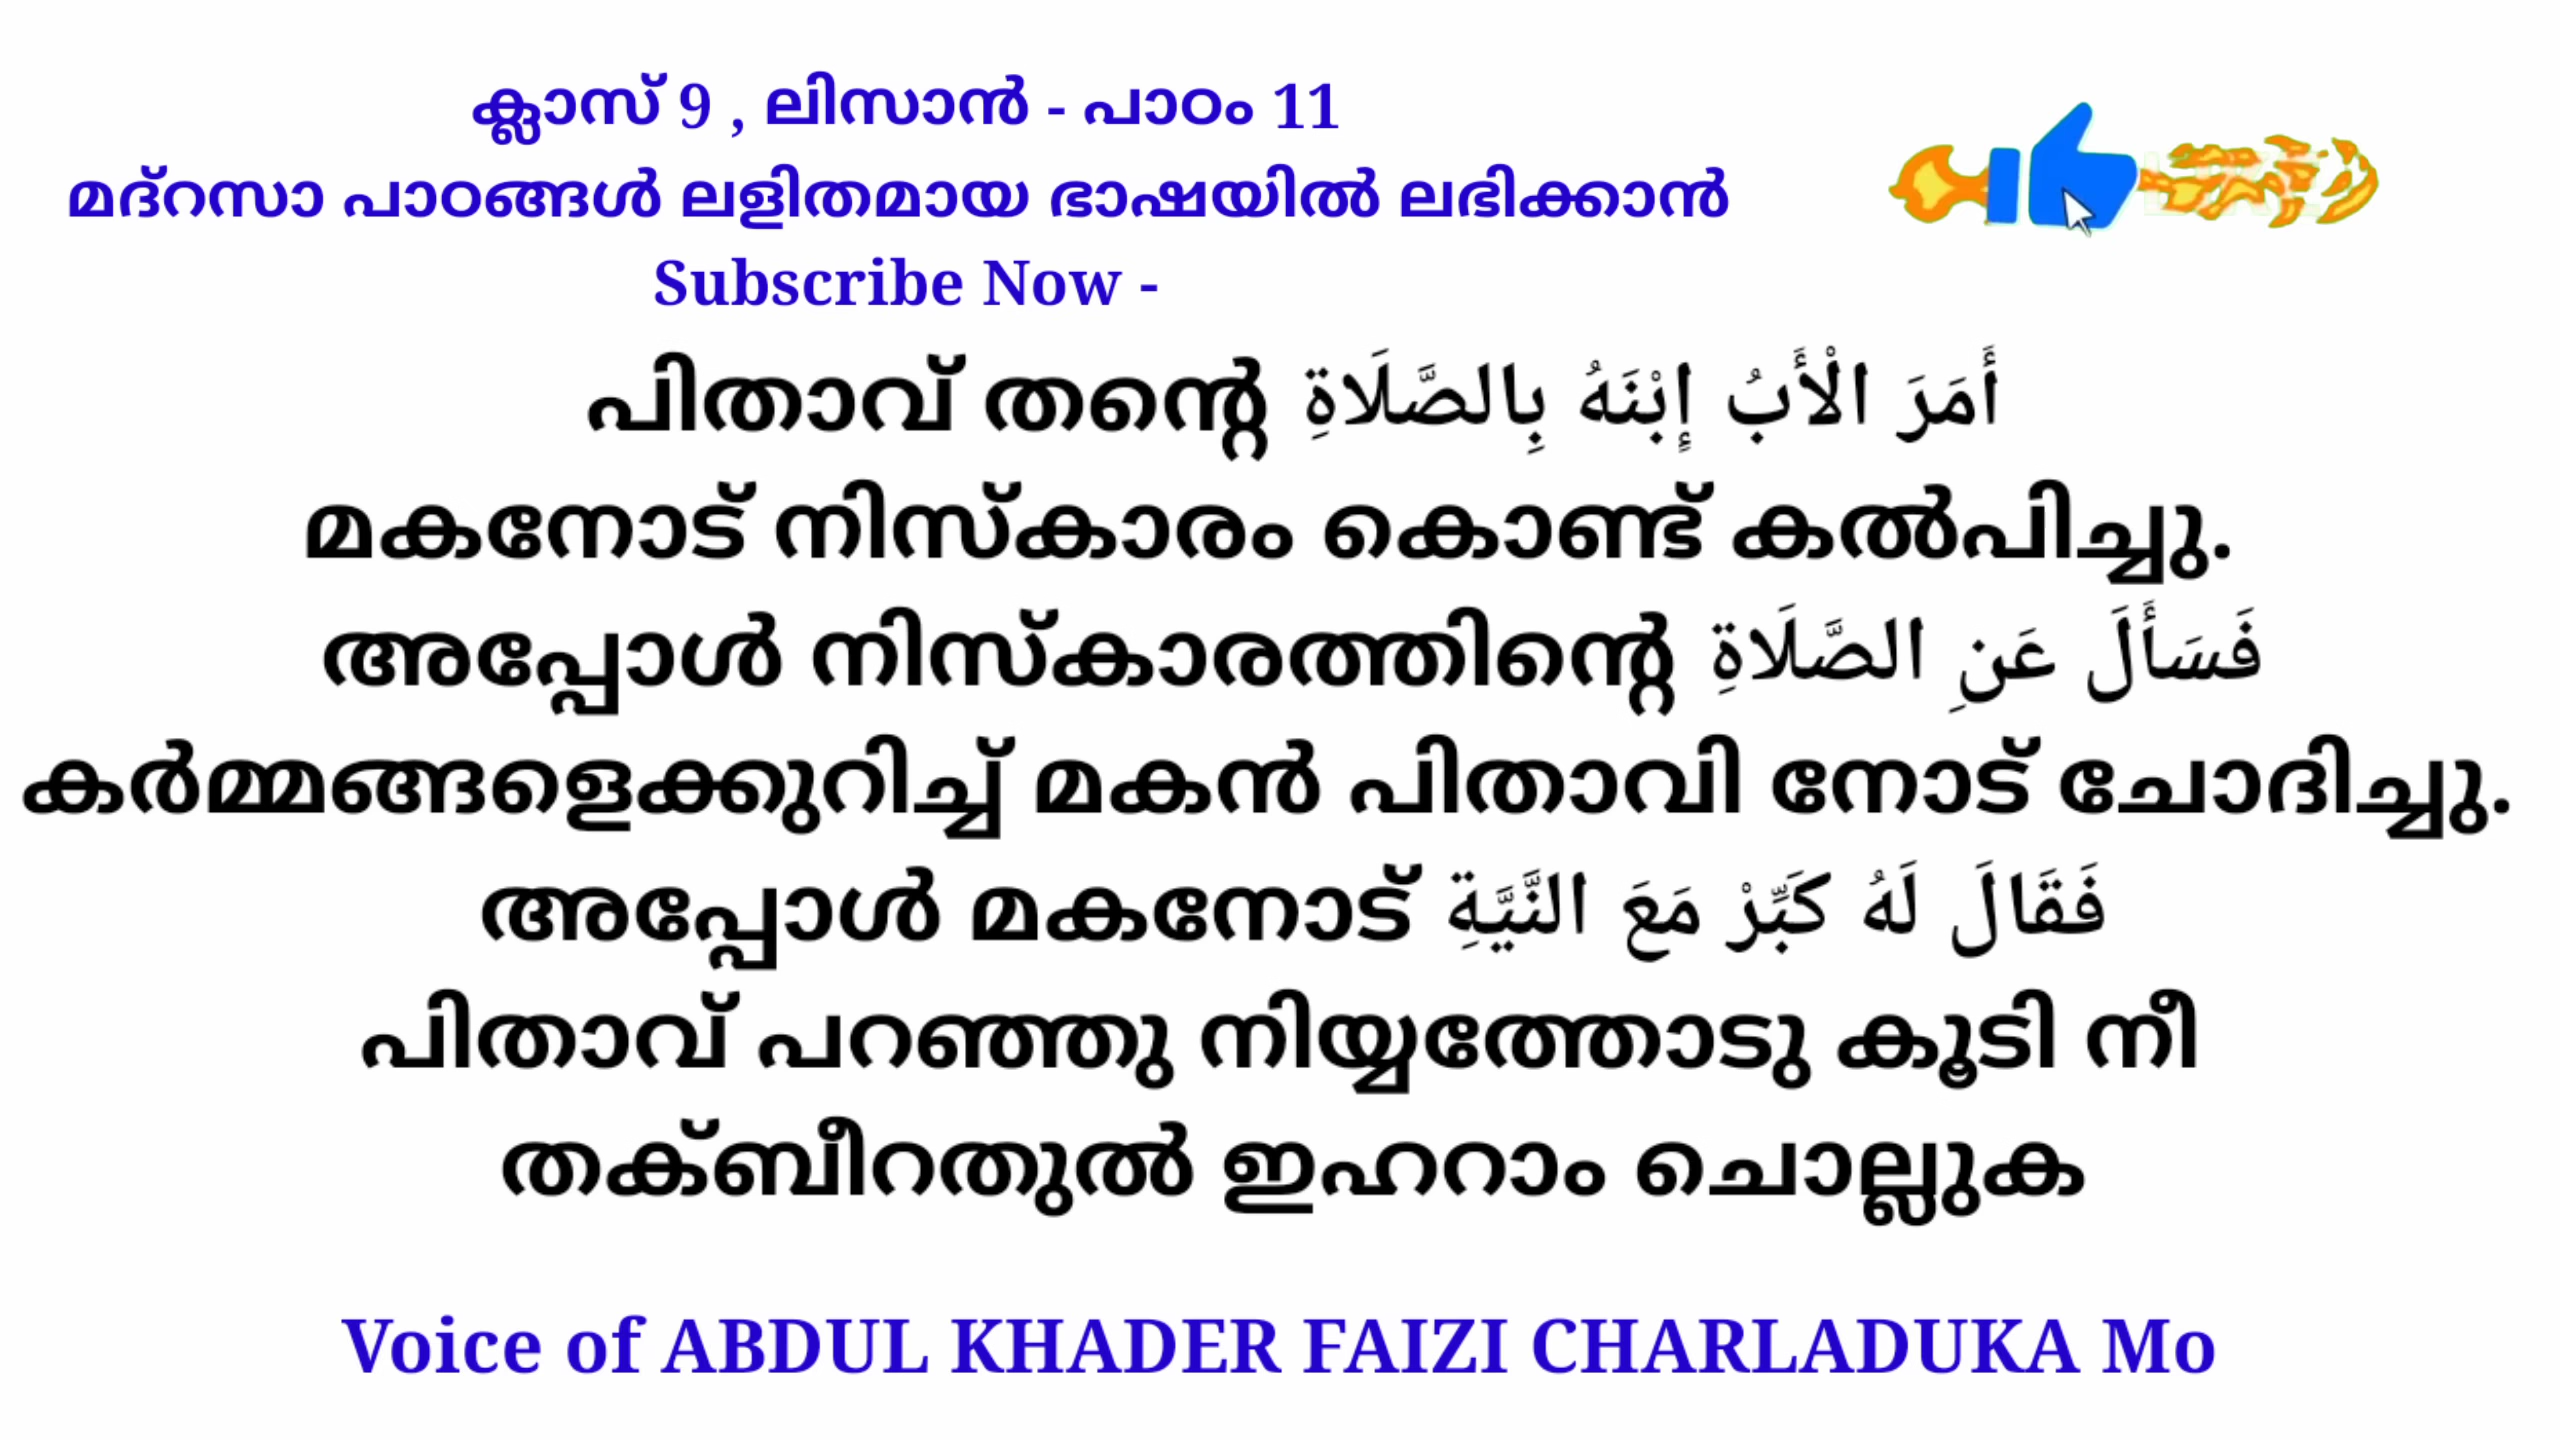 ക്ലാസ് 9 , ലിസാൻ - പാഠം 11
മദ്റസാ പാഠങ്ങൾ ലളിതമായ ഭാഷയിൽ ലഭിക്കാൻ
Subscribe Now -
أَمَرَ الْأَبُ إِبْنَهُ بِالصَّلَاةِ പിതാവ് തന്റെ
മകനോട് നിസ്കാരം കൊണ്ട് കൽപിച്ചു.
فَسَأَلَ عَنِ الصَّلَاةِ അപ്പോൾ നിസ്കാരത്തിന്റെ
കർമ്മങ്ങളെക്കുറിച്ച് മകൻ പിതാവി നോട് ചോദിച്ചു.
فَقَالَ لَهُ كَبِّرْ مَعَ النَّيَّةِ അപ്പോൾ മകനോട്
പിതാവ് പറഞ്ഞു നിയ്യത്തോടു കൂടി നീ
തക്ബീറതുൽ ഇഹറാം ചൊല്ലുക
Voice of ABDUL KHADER FAIZI CHARLADUKA Mo